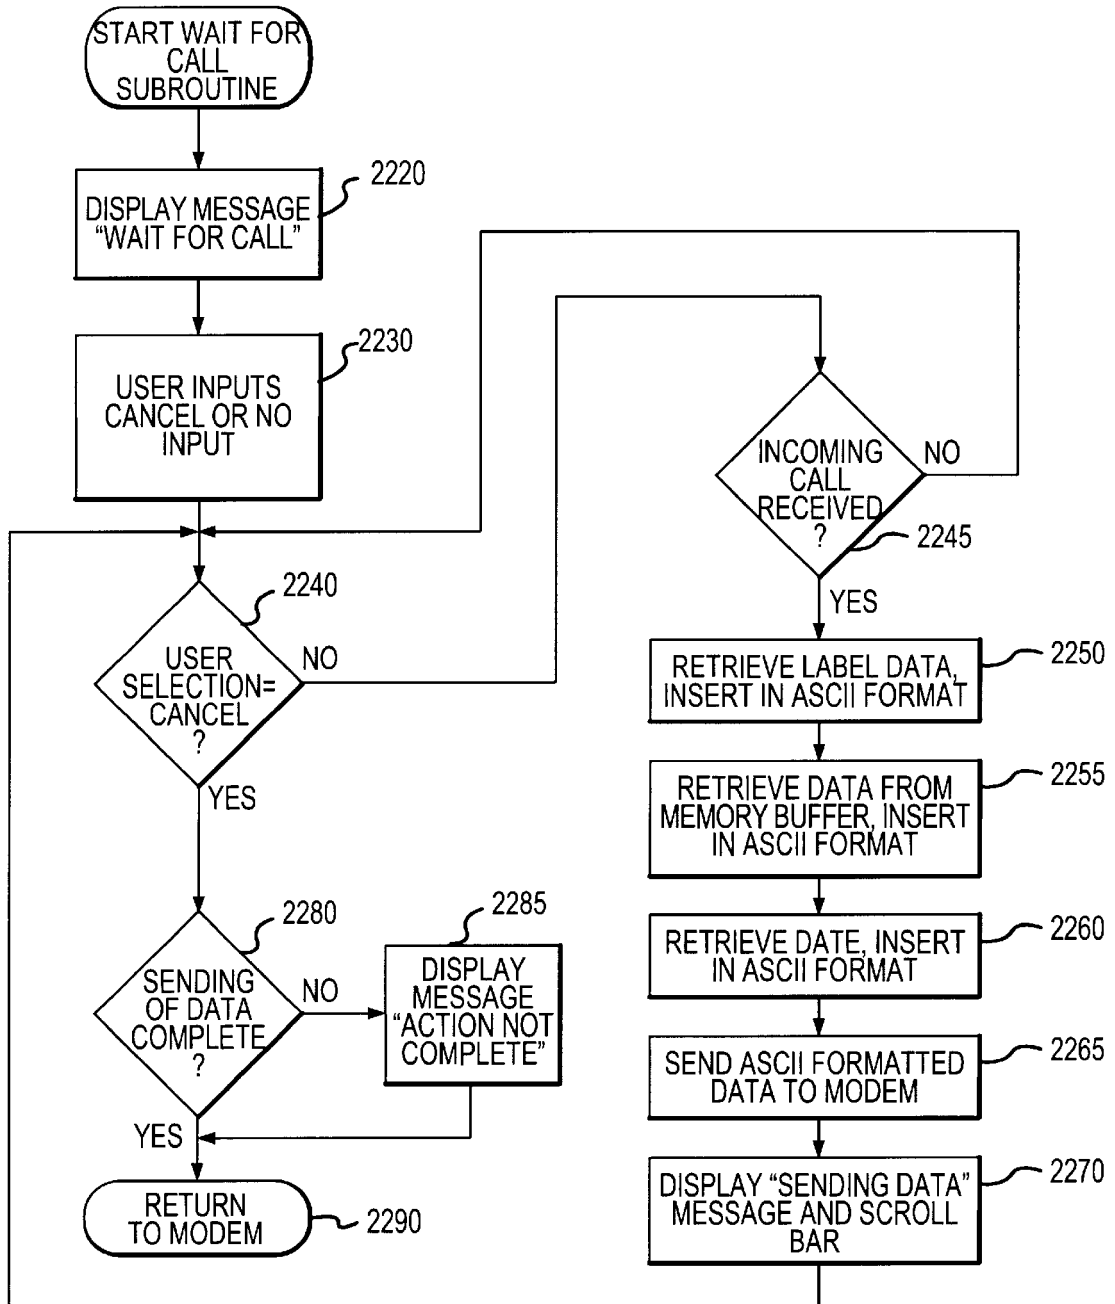 START WAIT FOR
CALL
SUBROUTINE
2220
DISPLAY MESSAGE
“WAIT FOR CALL”
2230
USER INPUTS
CANCEL OR NO
INPUT
2240
USER
SELECTION=
CANCEL
?
NO
YES
2280
SENDING
OF DATA
COMPLETE
?
NO
YES
2285
DISPLAY
MESSAGE
“ACTION NOT
COMPLETE”
RETURN
TO MODEM
2290
INCOMING
CALL
RECEIVED
?
NO
2245
YES
2250
RETRIEVE LABEL DATA,
INSERT IN ASCII FORMAT
2255
RETRIEVE DATA FROM
MEMORY BUFFER, INSERT
IN ASCII FORMAT
2260
RETRIEVE DATE, INSERT
IN ASCII FORMAT
2265
SEND ASCII FORMATTED
DATA TO MODEM
2270
DISPLAY “SENDING DATA”
MESSAGE AND SCROLL
BAR